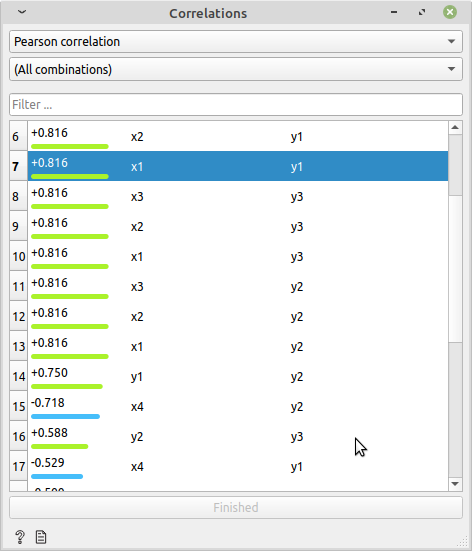 Correlations
Pearson correlation
(All combinations)
Filter ...
6 +0.816 x2 y1
7 +0.816 x1 y1
8 +0.816 x3 y3
9 +0.816 x2 y3
10 +0.816 x1 y3
11 +0.816 x3 y2
12 +0.816 x2 y2
13 +0.816 x1 y2
14 +0.750 y1 y2
15 -0.718 x4 y2
16 +0.588 y2 y3
17 -0.529 x4 y1
Finished
?